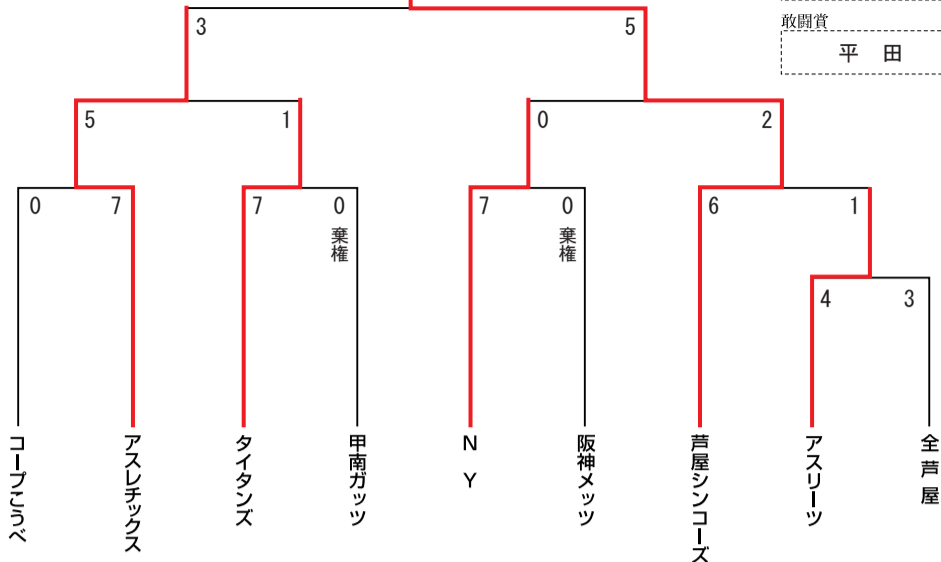 敢闘賞
平 田
3 5
5 1 0 2
0 7 7 0 7 0 6 1
棄権 棄権
4 3
コープこうべ
アスレチックス
タイタンズ
甲南ガッツ
N Y
阪神メッツ
芦屋シンコーズ
アスリーツ
全芦屋